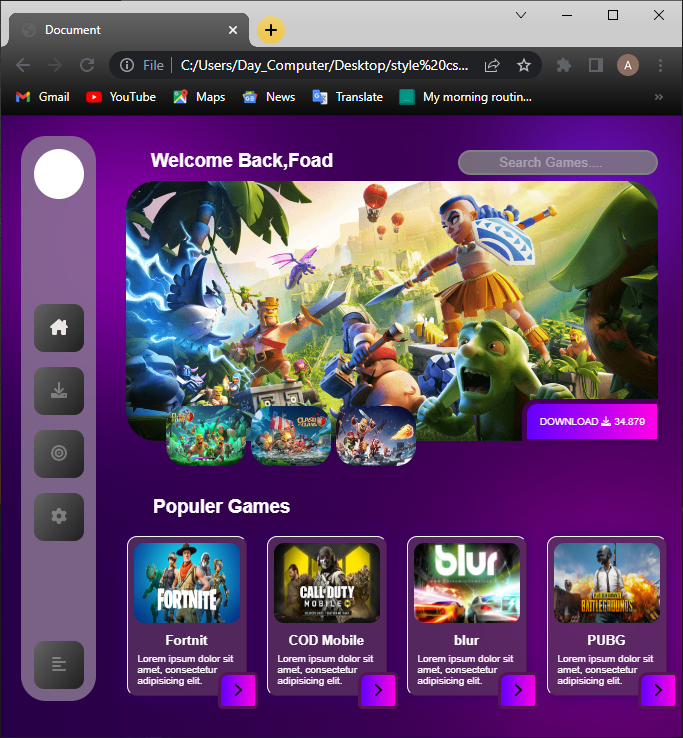 Document
File
C:/Users/Day_Computer/Desktop/style%20cs...
A
Gmail
YouTube
Maps
News
Translate
My morning routin...
Welcome Back,Foad
Search Games....
DOWNLOAD 34.879
Populer Games
FORTNITE
CALL OF DUTY
MOBILE
blur
BATTLEGROUNDS
Fortnit
COD Mobile
blur
PUBG
Lorem ipsum dolor sit
amet, consectetur
adipisicing elit.
Lorem ipsum dolor sit
amet, consectetur
adipisicing elit.
Lorem ipsum dolor sit
amet, consectetur
adipisicing elit.
Lorem ipsum dolor sit
amet, consectetur
adipisicing elit.